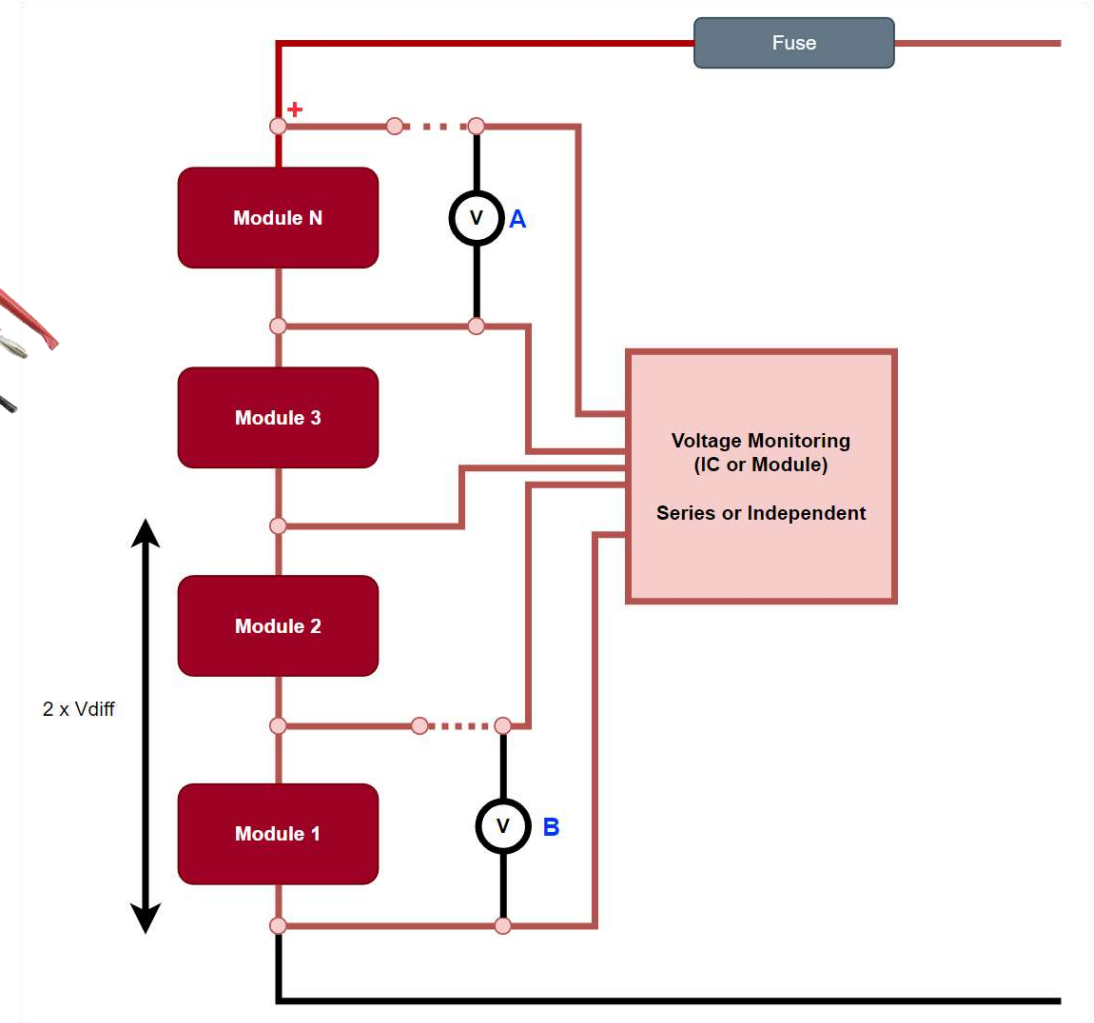 Fuse
+
Module N
V
A
Module 3
Voltage Monitoring
(IC or Module)
Series or Independent
Module 2
2 x Vdiff
Module 1
V
B